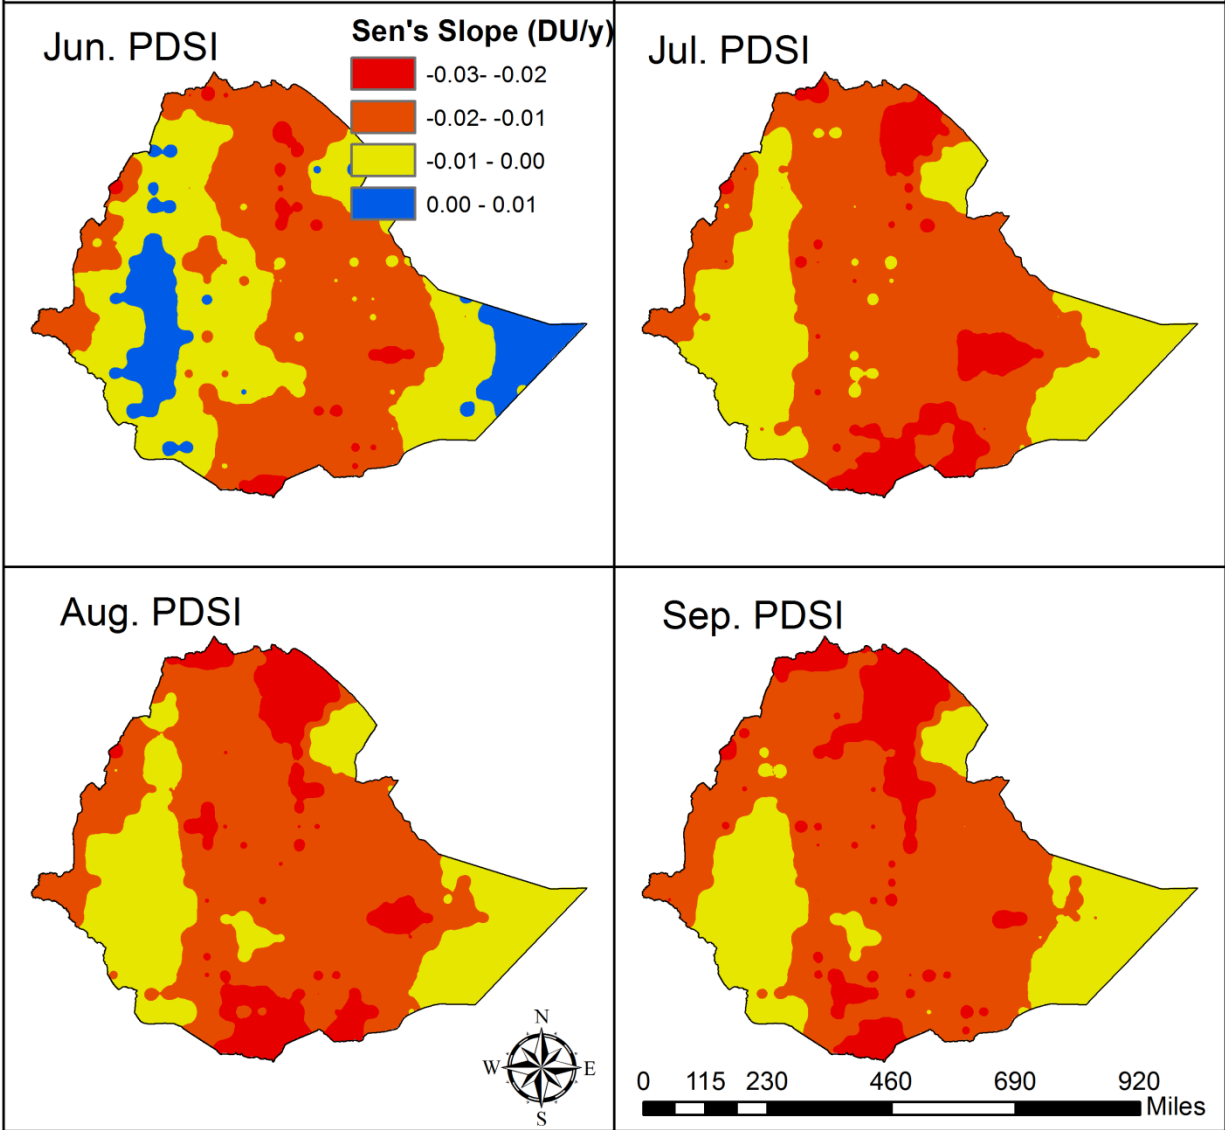 Jun. PDSI
Sen's Slope (DU/y)
-0.03- -0.02
-0.02- -0.01
-0.01 - 0.00
0.00 - 0.01
Jul. PDSI
Aug. PDSI
N
W E
S
Sep. PDSI
0 115 230 460 690 920
Miles